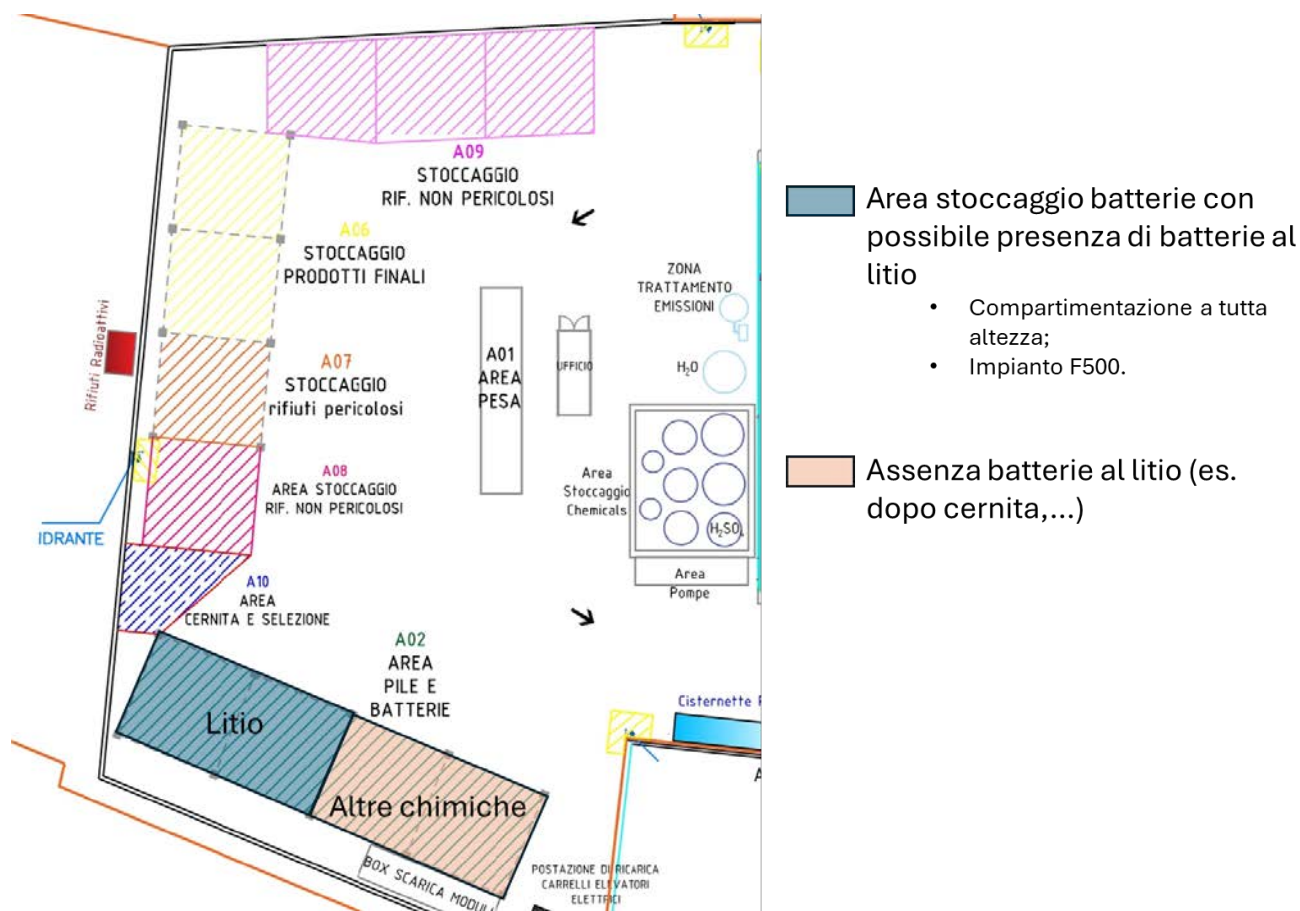 A09
STOCCAGGIO
RIF. NON PERICOLOSI
A06
STOCCAGGIO
PRODOTTI FINALI
A07
STOCCAGGIO
rifiuti pericolosi
A08
AREA STOCCAGGIO
RIF. NON PERICOLOSI
Rifiuti Radioattivi
IDRANTE
A10
AREA
CERNITA E SELEZIONE
A02
AREA
PILE E
BATTERIE
Litio
Altre chimiche
BOX SCARICA MODULI
A01
AREA
PESA
UFFICIO
ZONA
TRATTAMENTO
EMISSIONI
H₂O
Area
Stoccaggio
Chemicals
H₂SO₄
Area
Pompe
Cisternette
POSTAZIONE DI RICARICA
CARRELLI ELEVATORI
ELETTRICI
Area stoccaggio batterie con
possibile presenza di batterie al
litio
• Compartimentazione a tutta
altezza;
• Impianto F500.
Assenza batterie al litio (es.
dopo cernita,...)